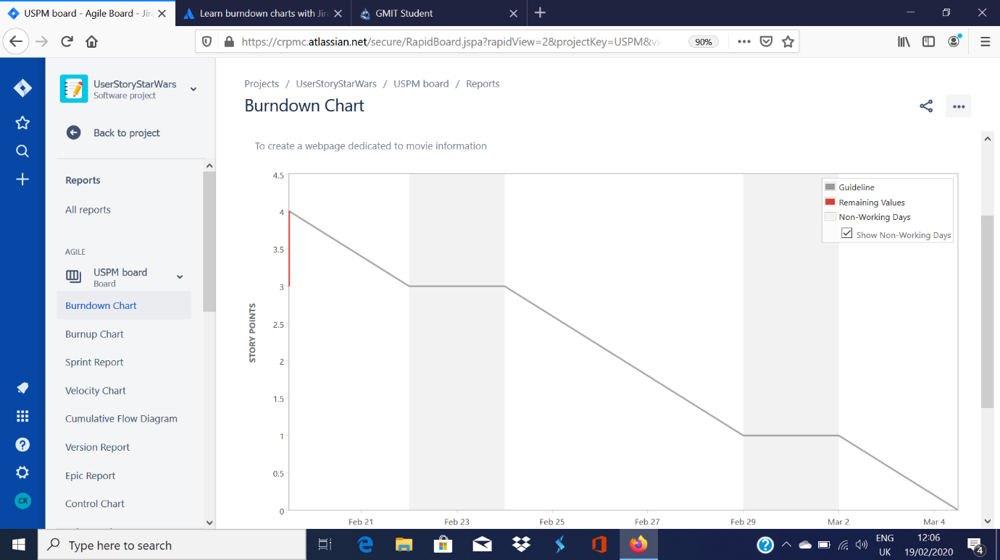 USPM board - Agile Board - Jira
Learn burndown charts with Jira
GMIT Student
https://crpmc.atlassian.net/secure/RapidBoard.jspa?rapidView=2&projectKey=USPM&vi
90%
UserStoryStarWars
Software project
Back to project
Reports
All reports
AGILE
USPM board
Board
Burndown Chart
Burnup Chart
Sprint Report
Velocity Chart
Cumulative Flow Diagram
Version Report
Epic Report
Control Chart
CR
Projects / UserStoryStarWars / USPM board / Reports
Burndown Chart
To create a webpage dedicated to movie information
STORY POINTS
4.5
4
3.5
3
2.5
2
1.5
1
0.5
0
Guideline
Remaining Values
Non-Working Days
Show Non-Working Days
Feb 21 Feb 23 Feb 25 Feb 27 Feb 29 Mar 2 Mar 4
Type here to search
ENG
UK
12:06
19/02/2020
4